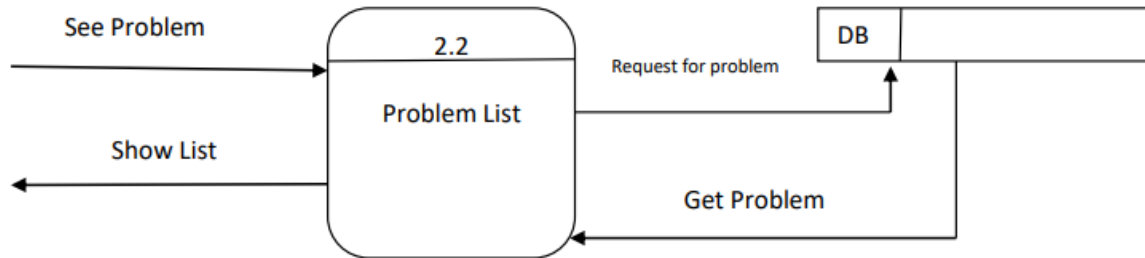 See Problem
2.2
DB
Request for problem
Problem List
Show List
Get Problem